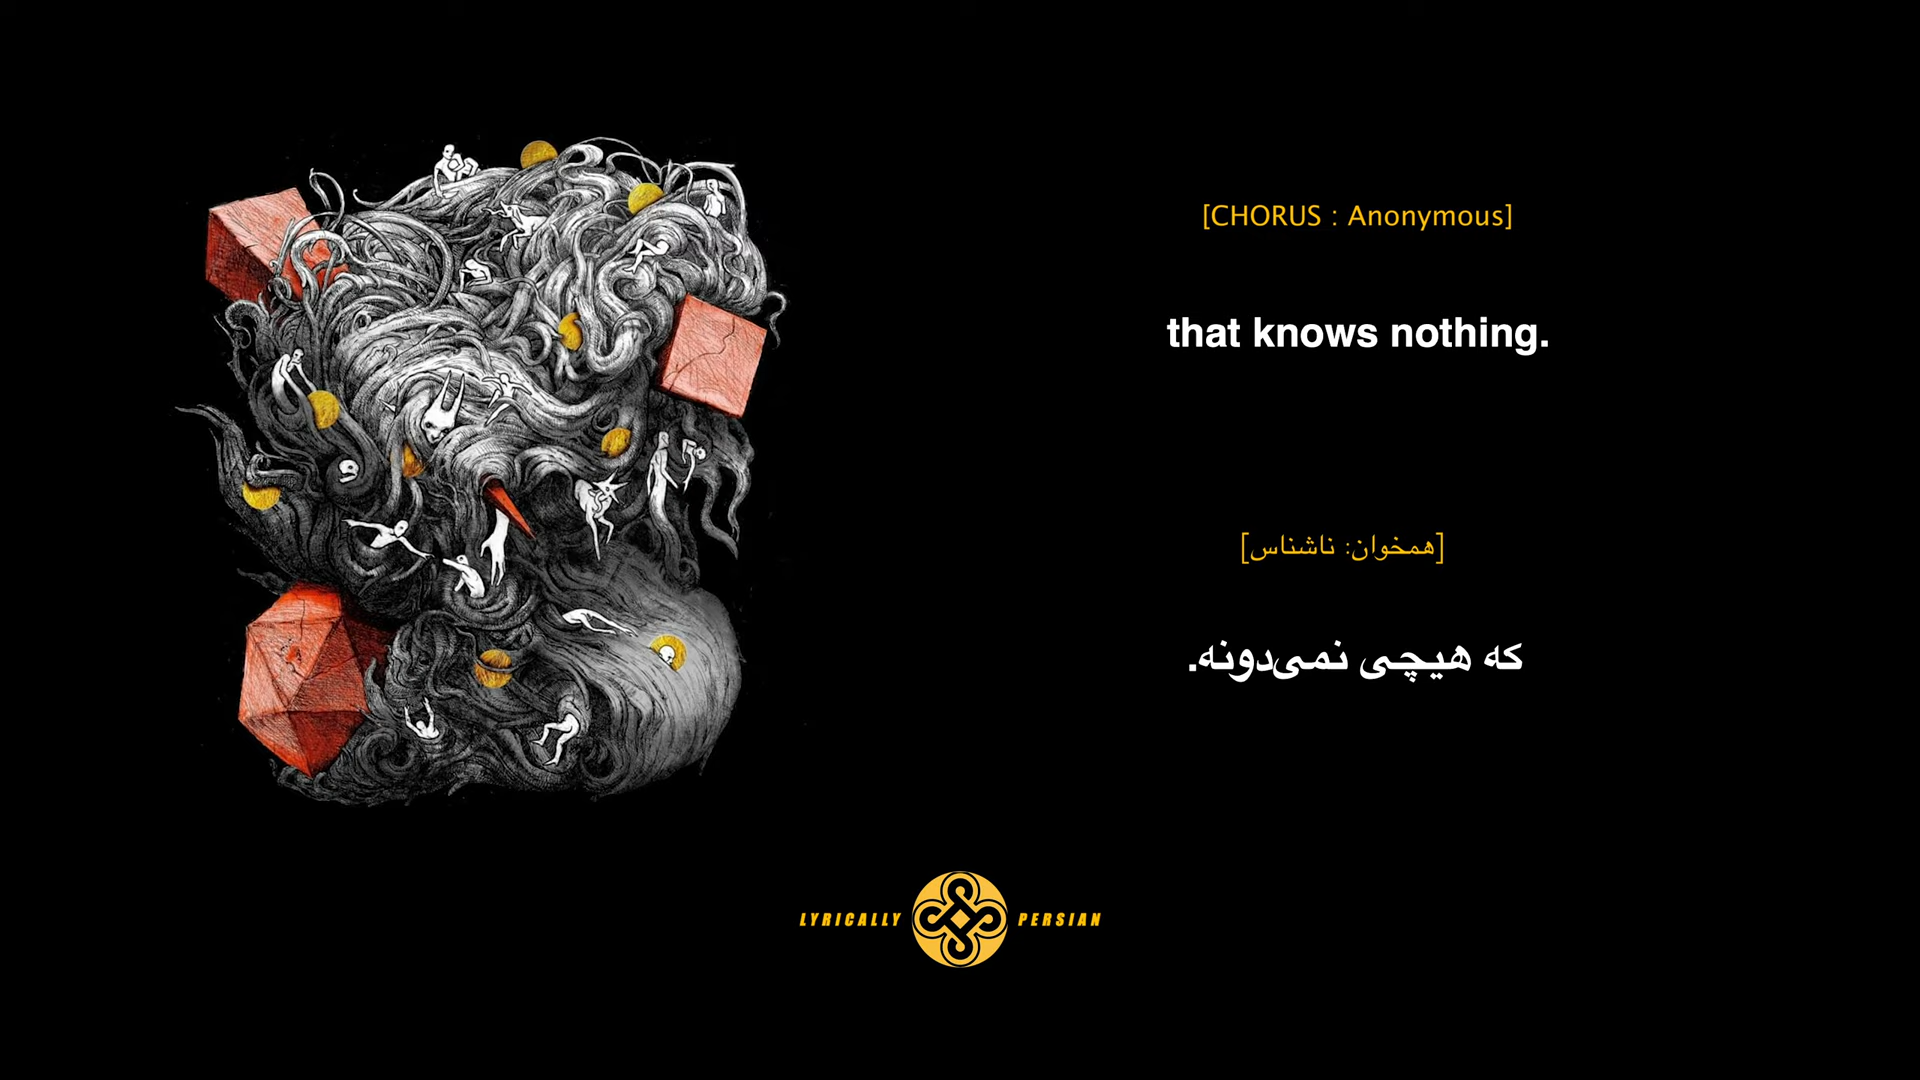 [CHORUS : Anonymous]
that knows nothing.
[همخوان: ناشناس]
که هیچی نمی‌دونه.
LYRICALLY PERSIAN